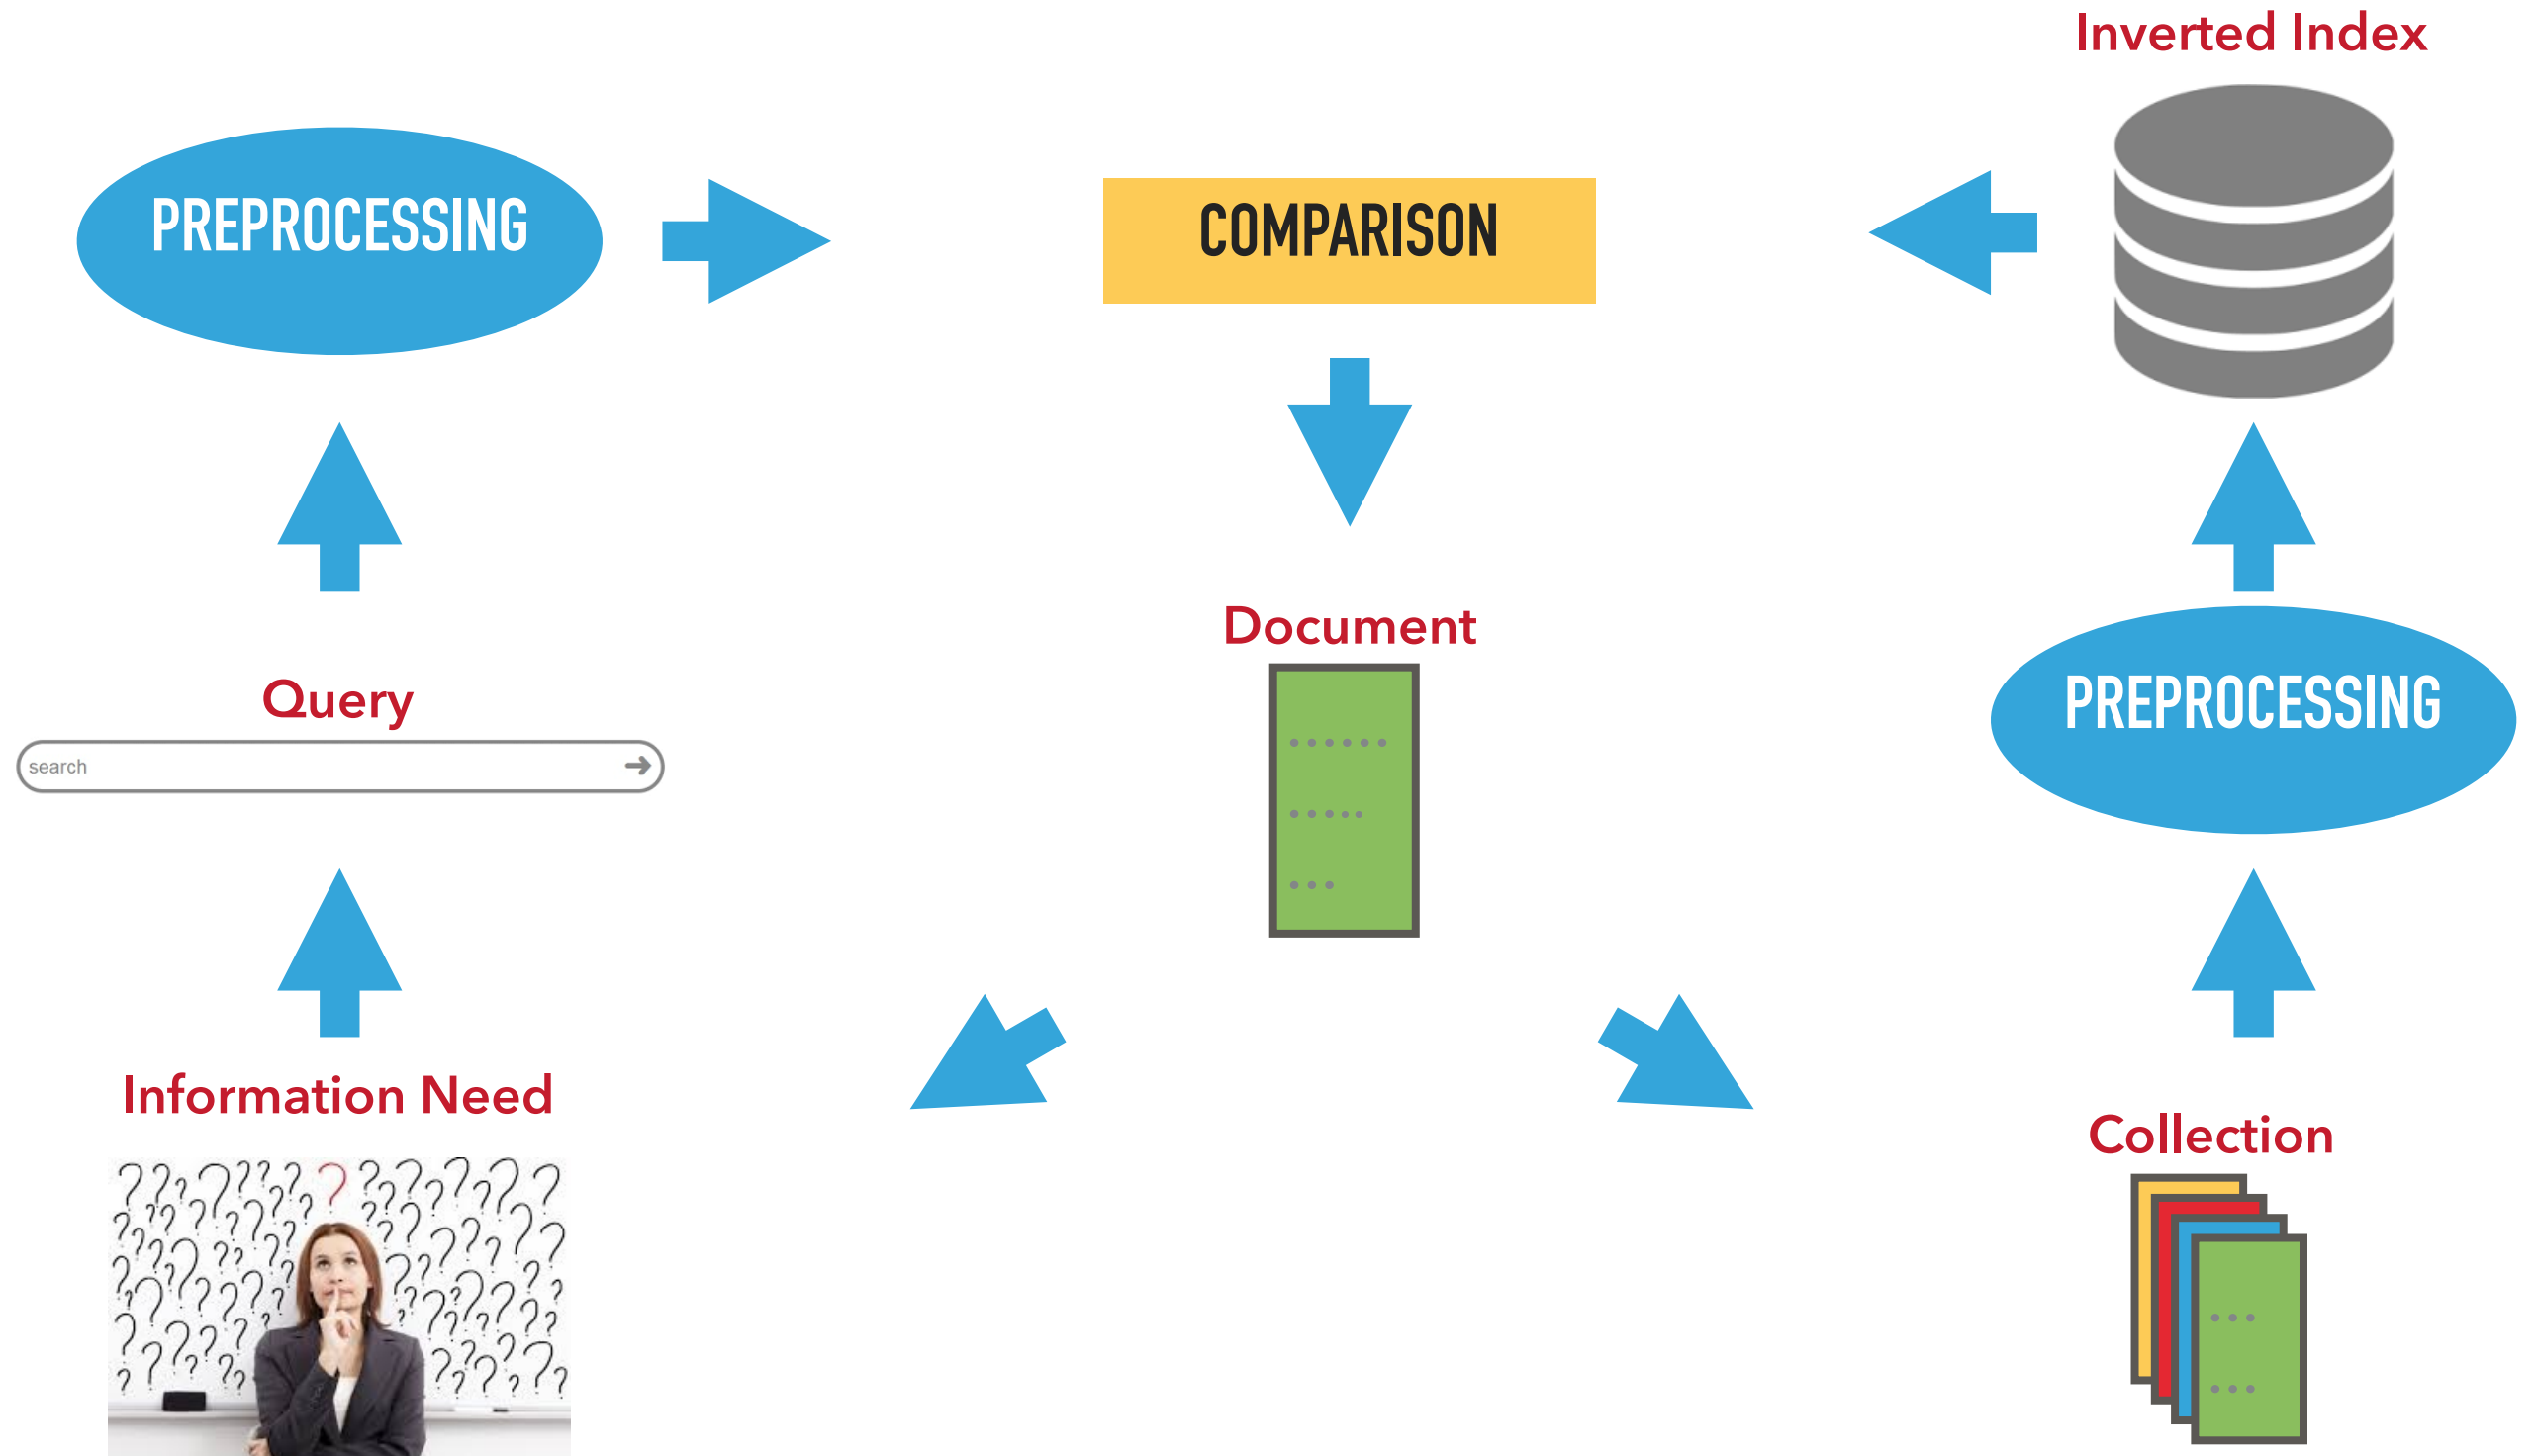 Inverted Index
PREPROCESSING
COMPARISON
Document
Query
search
PREPROCESSING
Information Need
Collection